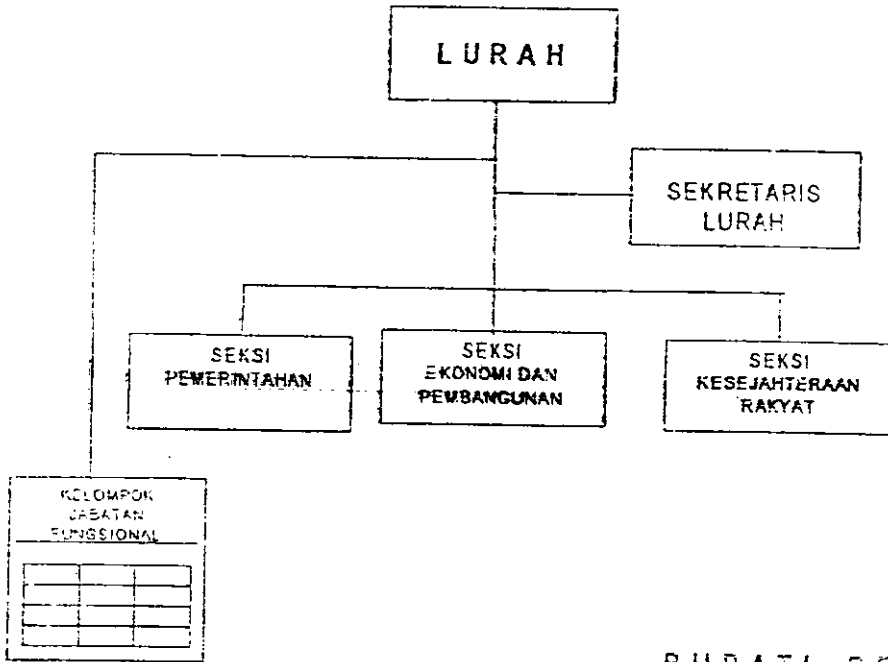 LURAH
SEKRETARIS
LURAH
SEKSI
PEMERINTAHAN
SEKSI
EKONOMI DAN
PEMBANGUNAN
SEKSI
KESEJAHTERAAN
RAKYAT
KELOMPOK
JABATAN
FUNGSIONAL